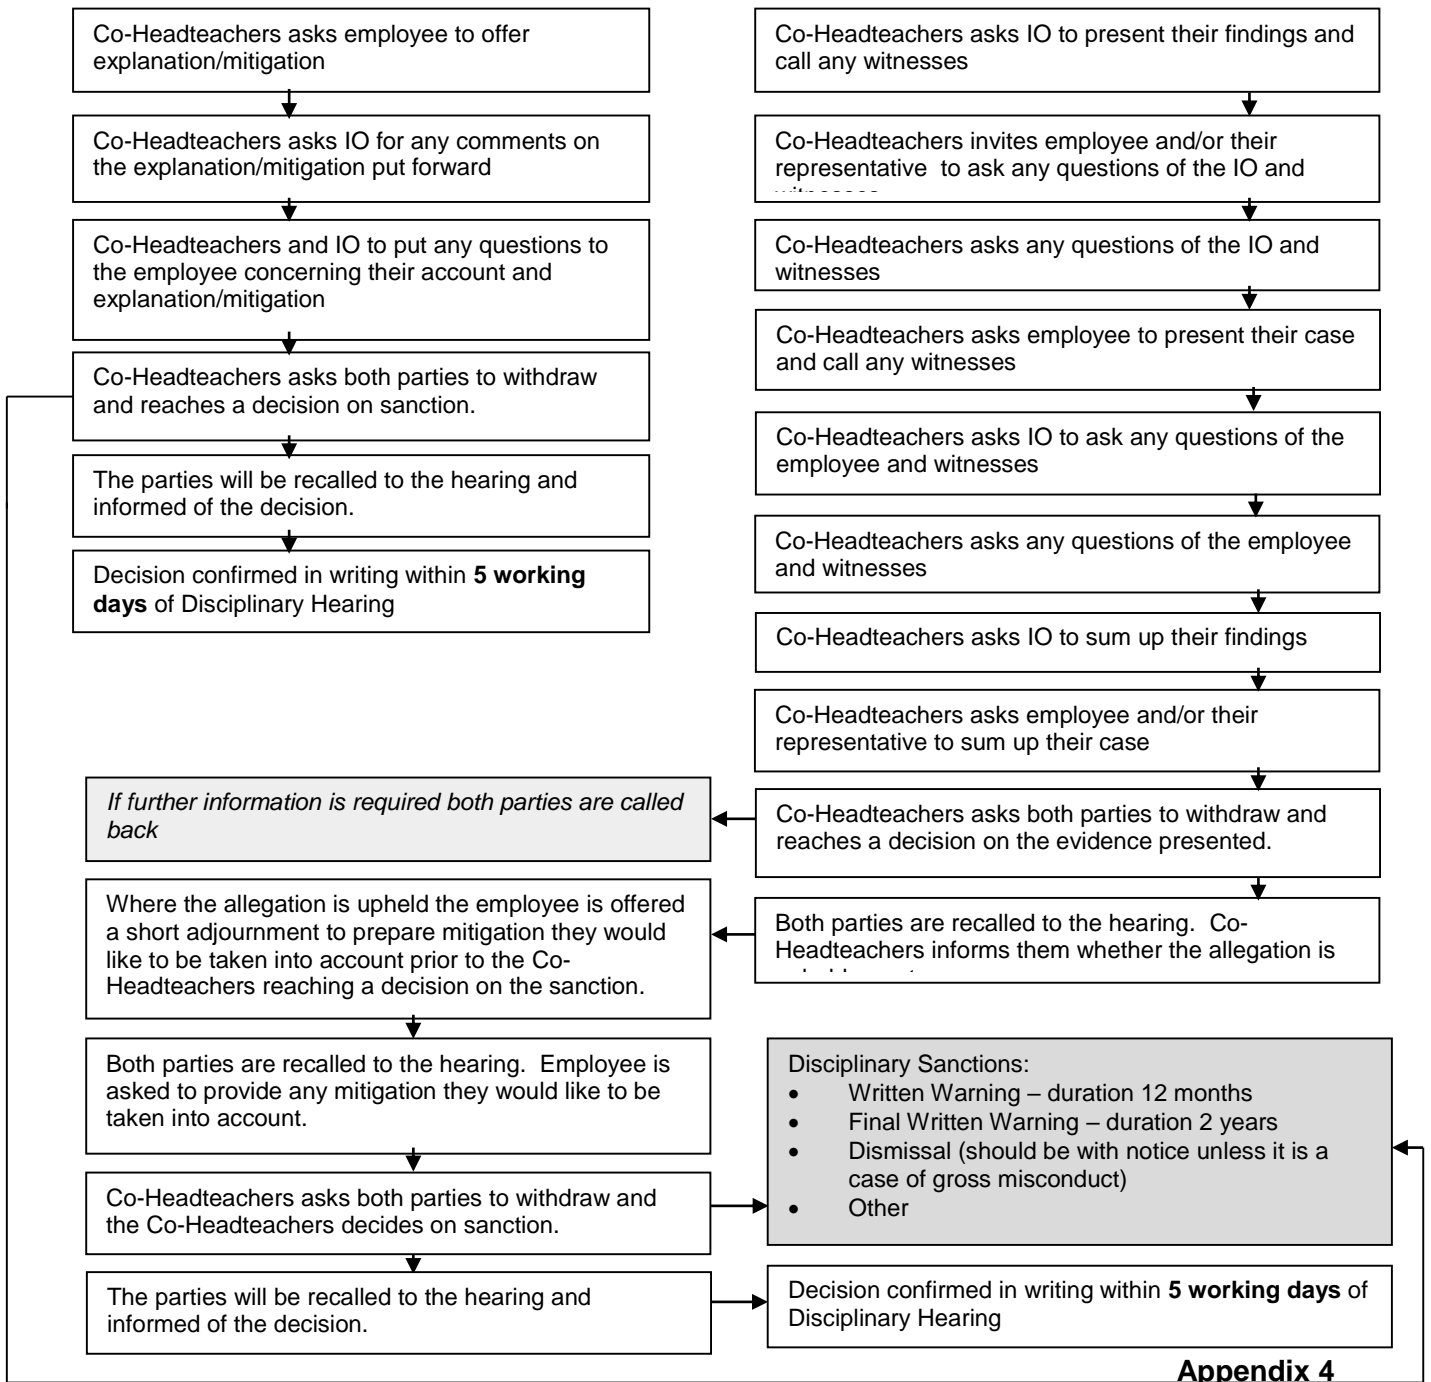 Co-Headteachers asks employee to offer
explanation/mitigation
Co-Headteachers asks IO for any comments on
the explanation/mitigation put forward
Co-Headteachers and IO to put any questions to
the employee concerning their account and
explanation/mitigation
Co-Headteachers asks both parties to withdraw
and reaches a decision on sanction.
The parties will be recalled to the hearing and
informed of the decision.
Decision confirmed in writing within 5 working
days of Disciplinary Hearing
Co-Headteachers asks IO to present their findings and
call any witnesses
Co-Headteachers invites employee and/or their
representative  to ask any questions of the IO and
Co-Headteachers asks any questions of the IO and
witnesses
Co-Headteachers asks employee to present their case
and call any witnesses
Co-Headteachers asks IO to ask any questions of the
employee and witnesses
Co-Headteachers asks any questions of the employee
and witnesses
Co-Headteachers asks IO to sum up their findings
Co-Headteachers asks employee and/or their
representative to sum up their case
Co-Headteachers asks both parties to withdraw and
reaches a decision on the evidence presented.
If further information is required both parties are called
back
Both parties are recalled to the hearing.  Co-
Headteachers informs them whether the allegation is
Where the allegation is upheld the employee is offered
a short adjournment to prepare mitigation they would
like to be taken into account prior to the Co-
Headteachers reaching a decision on the sanction.
Both parties are recalled to the hearing.  Employee is
asked to provide any mitigation they would like to be
taken into account.
Co-Headteachers asks both parties to withdraw and
the Co-Headteachers decides on sanction.
Disciplinary Sanctions:
• Written Warning – duration 12 months
• Final Written Warning – duration 2 years
• Dismissal (should be with notice unless it is a
case of gross misconduct)
• Other
The parties will be recalled to the hearing and
informed of the decision.
Decision confirmed in writing within 5 working days of
Disciplinary Hearing
Appendix 4